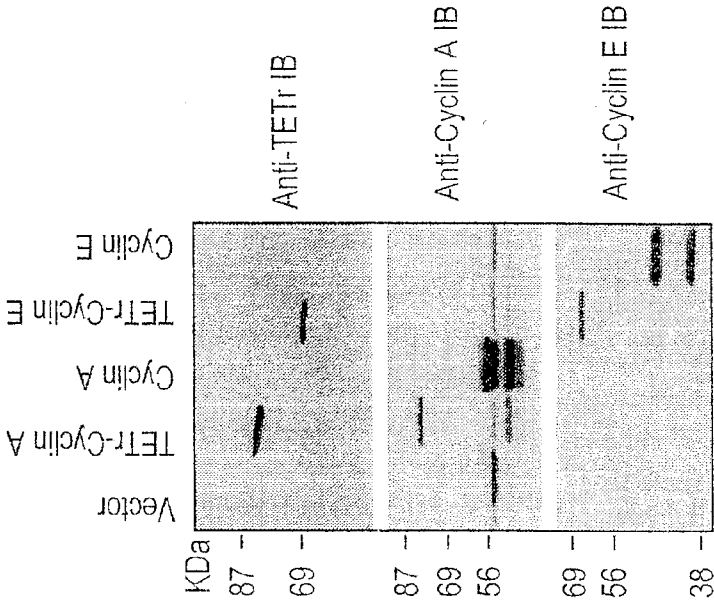 Vector
TETr-Cyclin A
Cyclin A
TETr-Cyclin E
Cyclin E
KDa
87 –
69 –
Anti-TETr IB
87 –
69 –
56 –
Anti-Cyclin A IB
69 –
56 –
38 –
Anti-Cyclin E IB